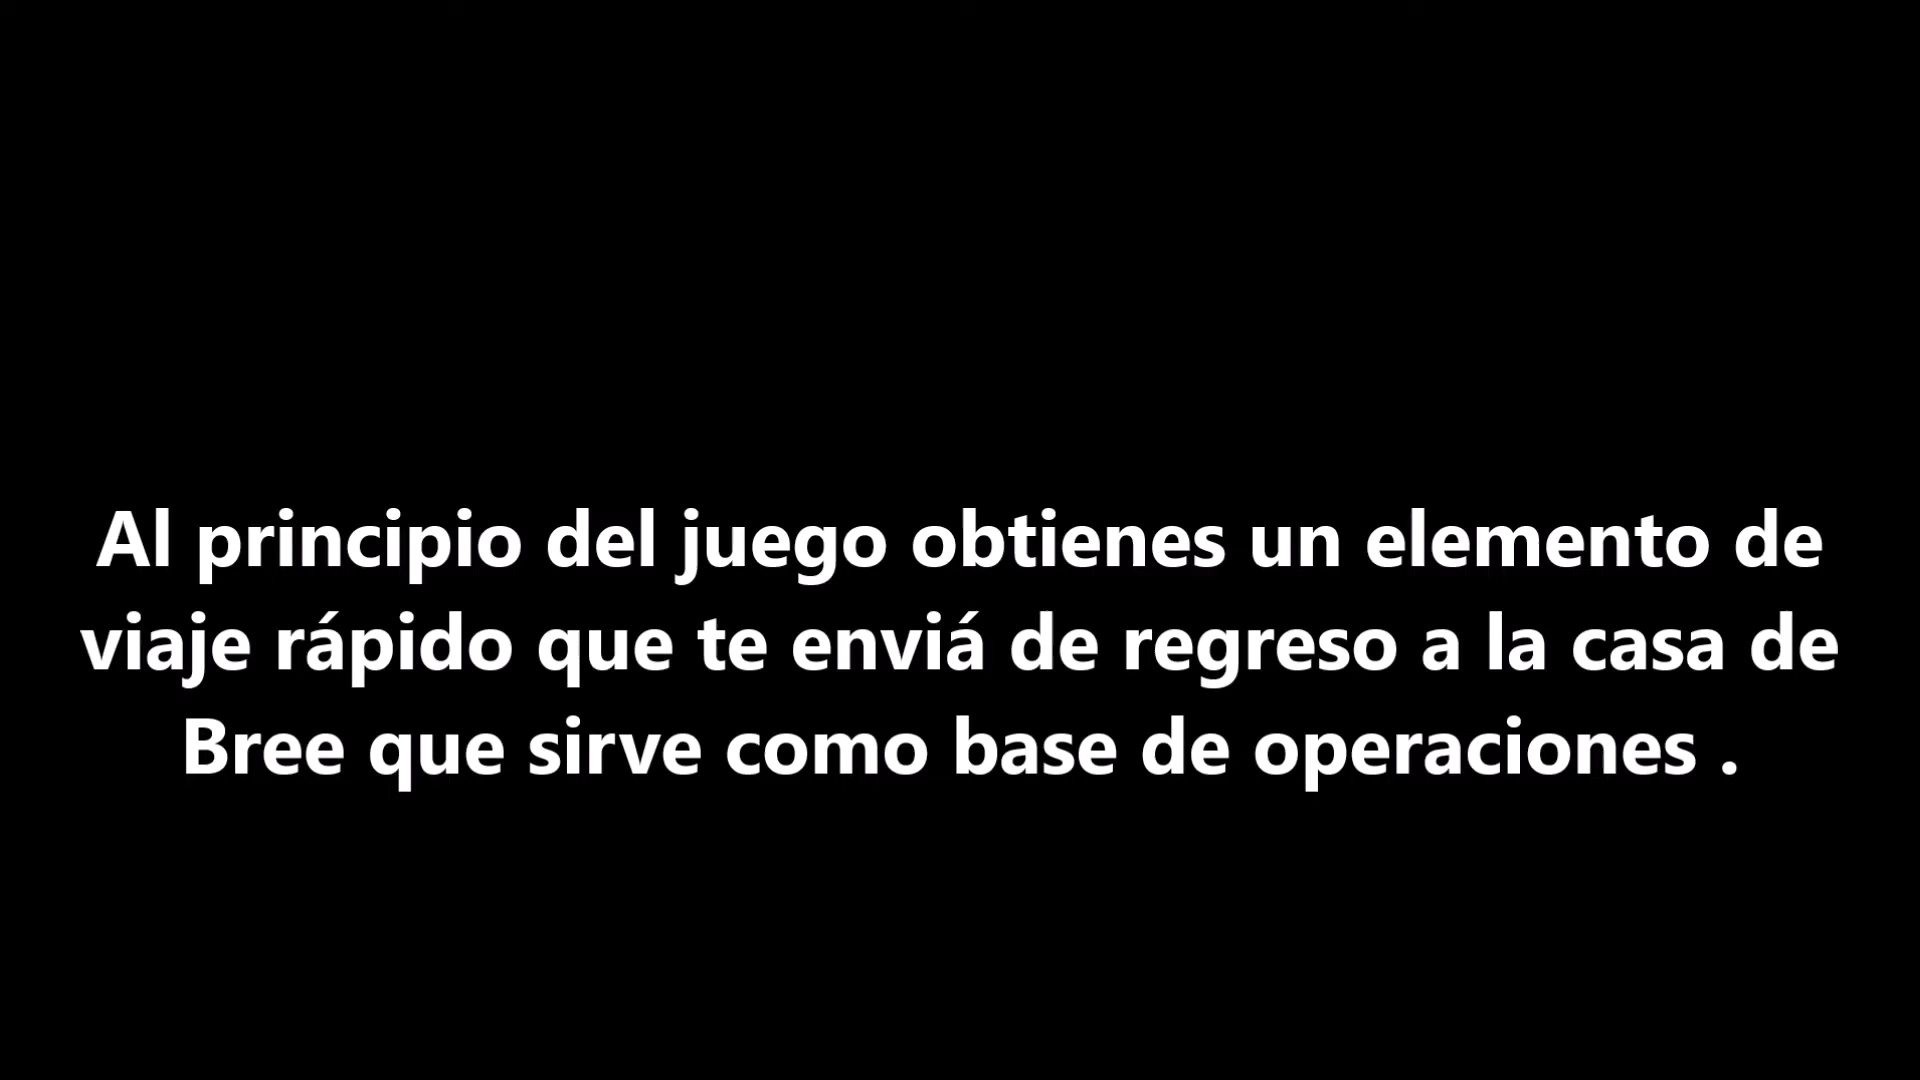 Al principio del juego obtienes un elemento de
viaje rápido que te enviá de regreso a la casa de
Bree que sirve como base de operaciones .